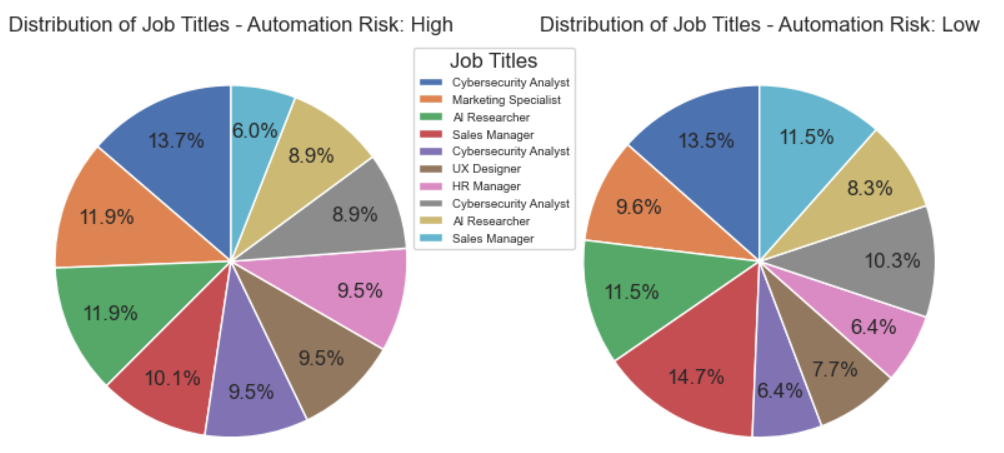 Distribution of Job Titles - Automation Risk: High
Distribution of Job Titles - Automation Risk: Low
Job Titles
Cybersecurity Analyst
Marketing Specialist
AI Researcher
Sales Manager
Cybersecurity Analyst
UX Designer
HR Manager
Cybersecurity Analyst
AI Researcher
Sales Manager
13.7%
11.9%
11.9%
10.1%
9.5%
9.5%
9.5%
8.9%
8.9%
6.0%
13.5%
9.6%
11.5%
14.7%
6.4%
7.7%
6.4%
10.3%
8.3%
11.5%